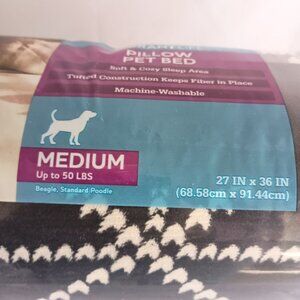 PILLOW
PET BED
Soft & Cozy Sleep Area
Tufted Construction Keeps Fiber in Place
Machine-Washable
MEDIUM
Up to 50 LBS
Beagle, Standard Poodle
27 IN x 36 IN
(68.58cm x 91.44cm)